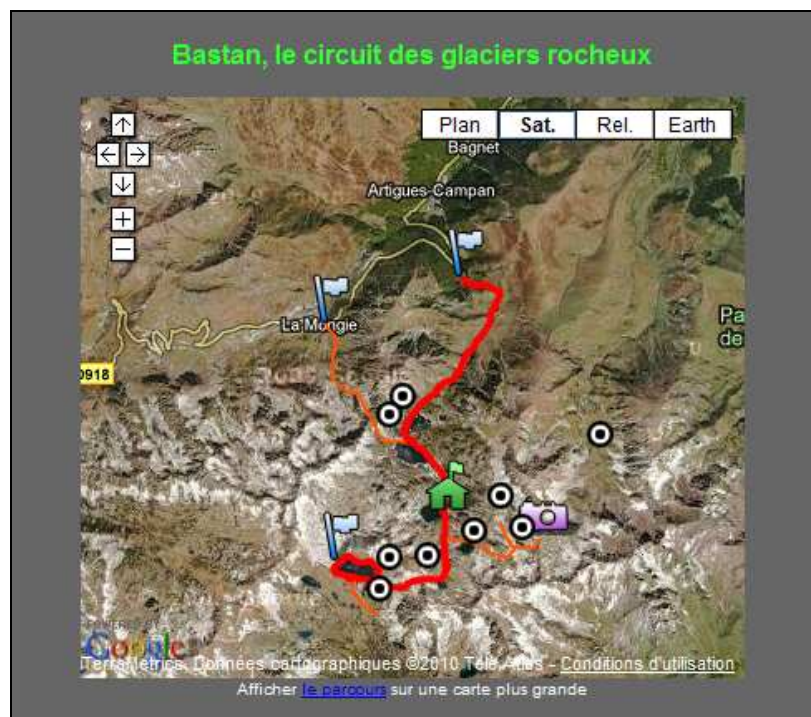 Bastan, le circuit des glaciers rocheux
Plan Sat. Rel. Earth
Bagnet
Artigues-Campan
La Mongie
Pa
de
0918
Google
TerraMetrics, Données cartographiques ©2010 Tele Atlas - Conditions d'utilisation
Afficher le parcours sur une carte plus grande